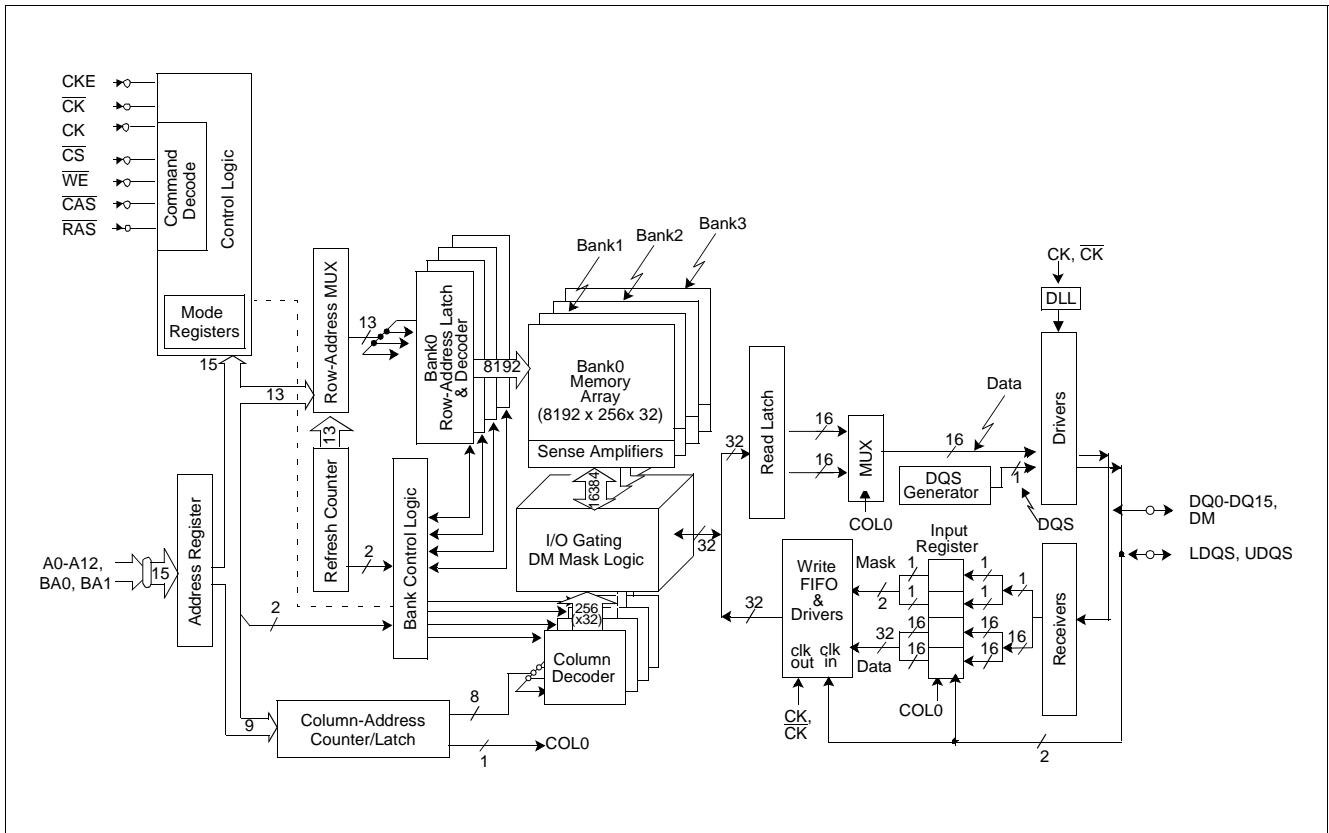 CKE
CK
CK
CS
WE
CAS
RAS
Command
Decode
Control Logic
Mode
Registers
15
13
Row-Address MUX
13
Refresh Counter
13
Bank0
Row-Address Latch
& Decoder
8192
Bank1
Bank2
Bank3
Bank0
Memory
Array
(8192 x 256x 32)
Sense Amplifiers
16384
I/O Gating
DM Mask Logic
2
Bank Control Logic
2
256
(x32)
Column
Decoder
A0-A12,
BA0, BA1
15
Address Register
9
Column-Address
Counter/Latch
8
1
COL0
32
32
32
Read Latch
16
16
MUX
COL0
16
Data
DQS
Generator
1
DQS
CK, CK
DLL
Drivers
DQ0-DQ15,
DM
LDQS, UDQS
Input
Register
Write
FIFO
&
Drivers
clk
out
clk
in
Mask
2
1
1
1
1
1
32
Data
16
16
16
16
16
Receivers
CK,
CK
COL0
2